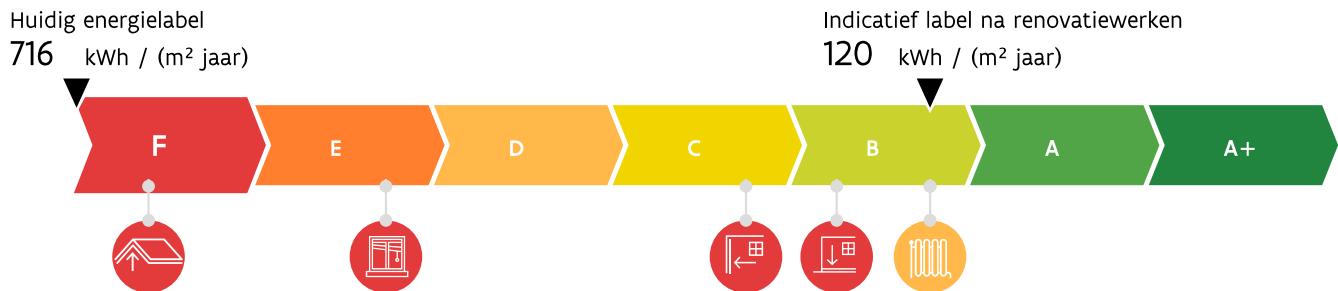 Huidig energielabel
716 kWh / (m² jaar)
Indicatief label na renovatiewerken
120 kWh / (m² jaar)
F E D C B A A+